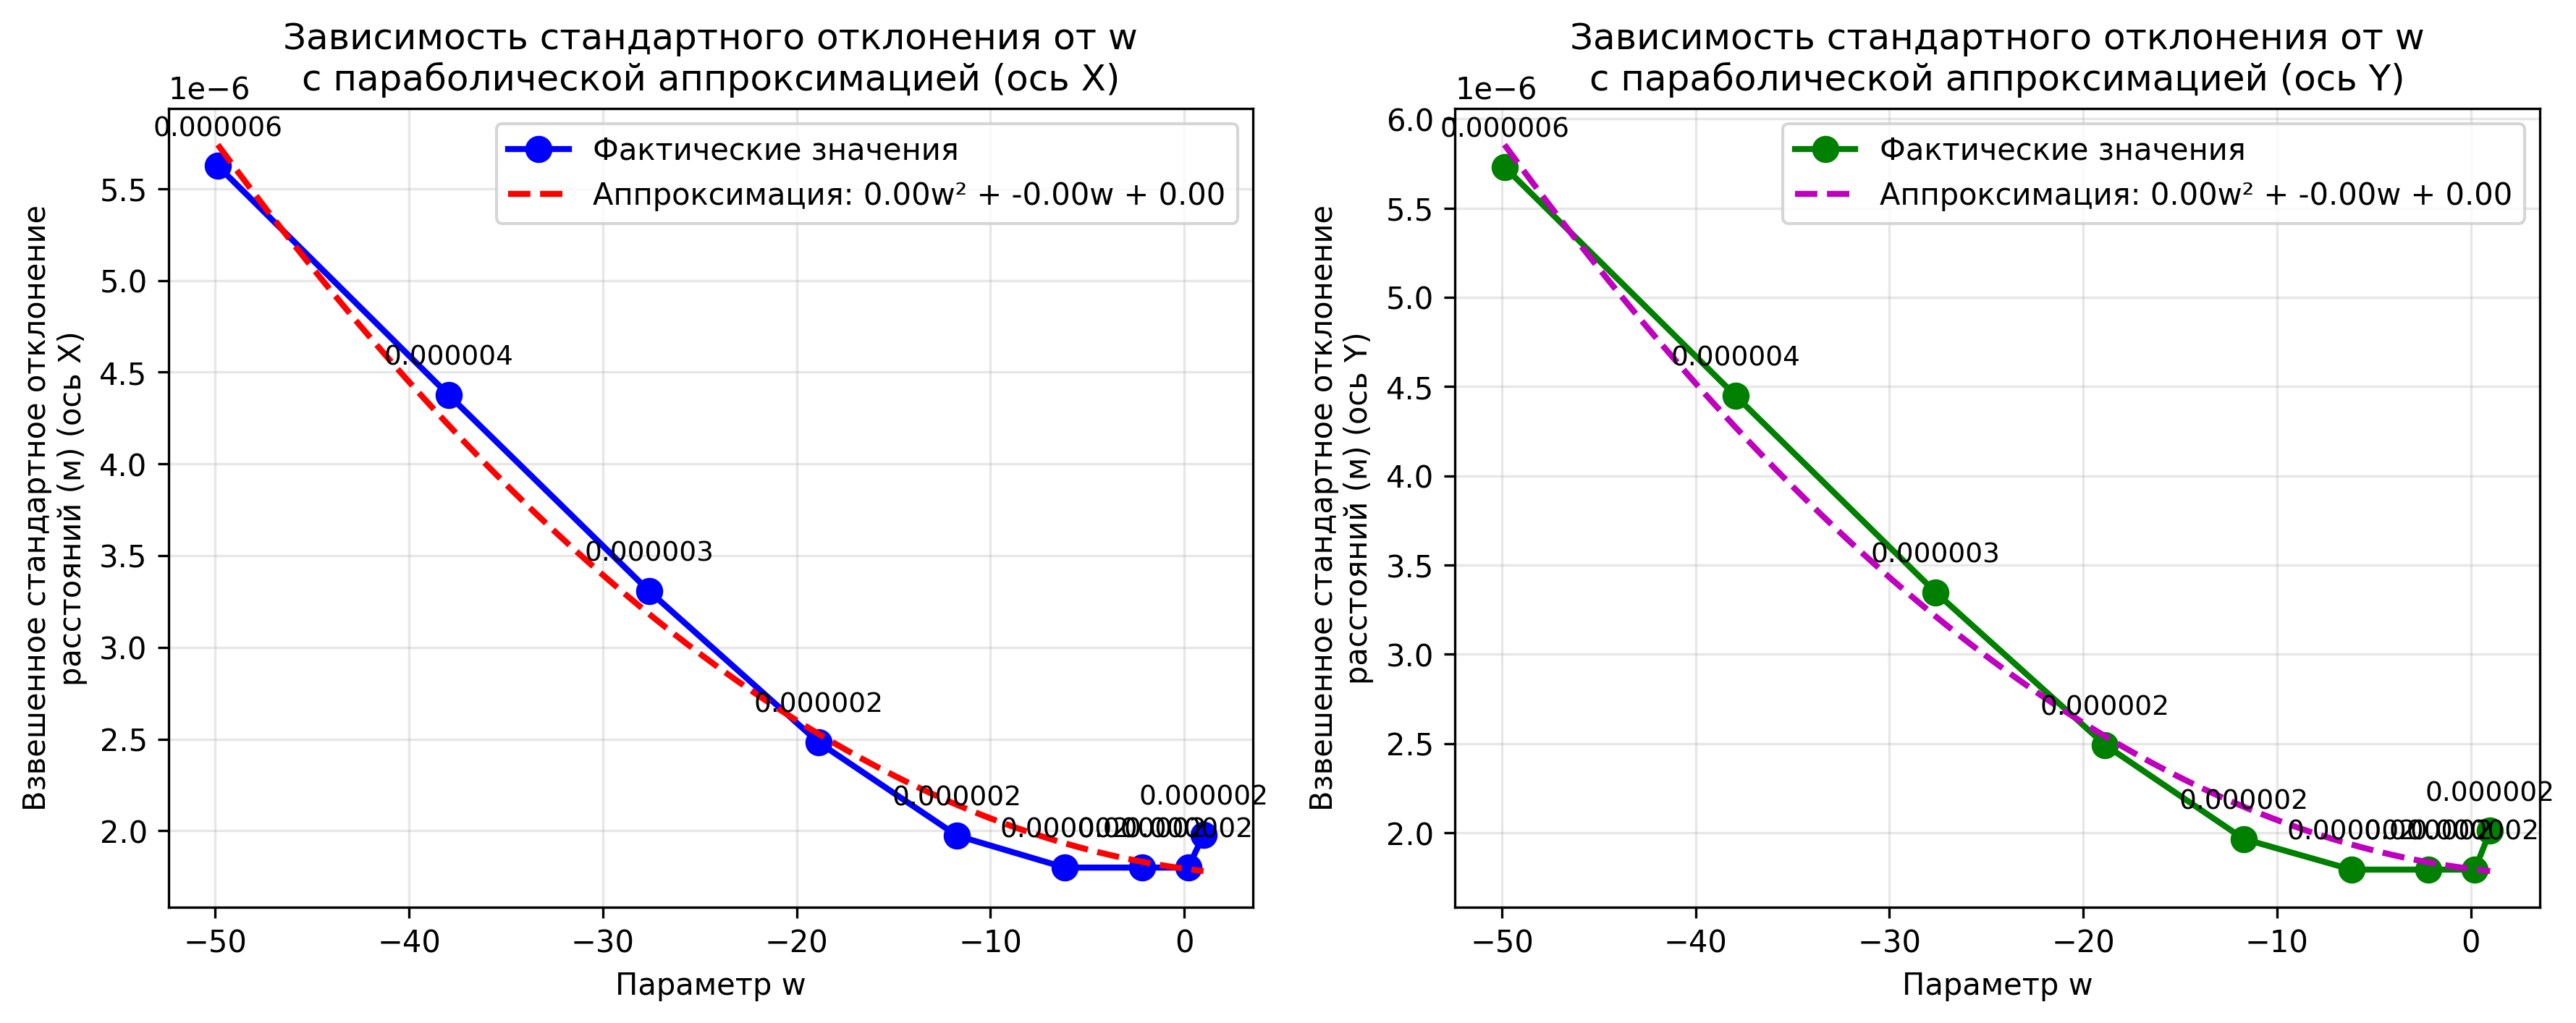 Зависимость стандартного отклонения от w
с параболической аппроксимацией (ось X)
1e−6
Взвешенное стандартное отклонение
расстояний (м) (ось X)
5.5
5.0
4.5
4.0
3.5
3.0
2.5
2.0
Фактические значения
Аппроксимация: 0.00w² + -0.00w + 0.00
0.000006
0.000004
0.000003
0.000002
0.000002
0.000002
−50
−40
−30
−20
−10
0
Параметр w
Зависимость стандартного отклонения от w
с параболической аппроксимацией (ось Y)
1e−6
Взвешенное стандартное отклонение
расстояний (м) (ось Y)
6.0
5.5
5.0
4.5
4.0
3.5
3.0
2.5
2.0
Фактические значения
Аппроксимация: 0.00w² + -0.00w + 0.00
0.000006
0.000004
0.000003
0.000002
0.000002
0.000002
−50
−40
−30
−20
−10
0
Параметр w